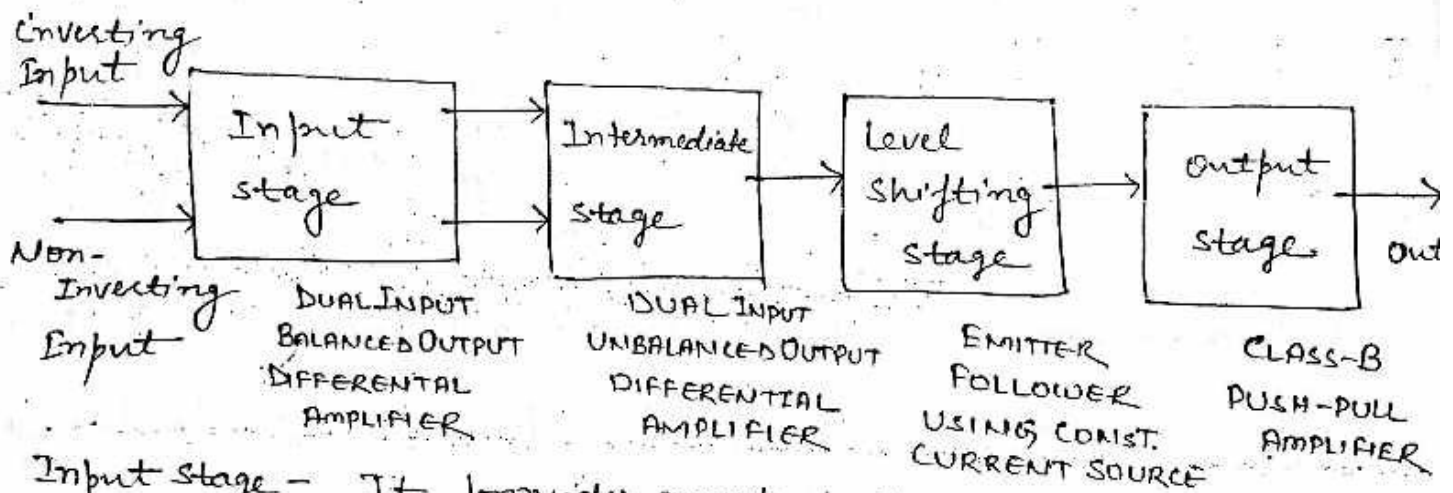 Inverting
Input
Input
stage
Non-
Inverting
Input
DUAL INPUT
BALANCED OUTPUT
DIFFERENTAL
AMPLIFIER
Intermediate
stage
DUAL INPUT
UNBALANCED OUTPUT
DIFFERENTIAL
AMPLIFIER
Level
Shifting
stage
EMITTER
FOLLOWER
USING CONST.
CURRENT SOURCE
Output
stage
Out
CLASS-B
PUSH-PULL
AMPLIFIER
Input stage - It provides